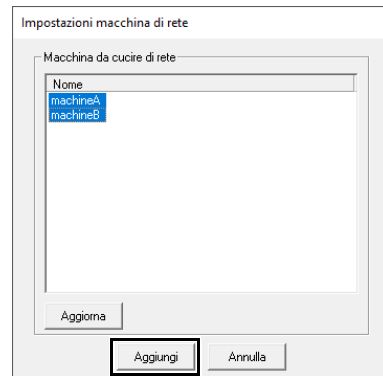 Impostazioni macchina di rete
Macchina da cucire di rete
Nome
machineA
machineB
Aggiorna
Aggiungi
Annulla